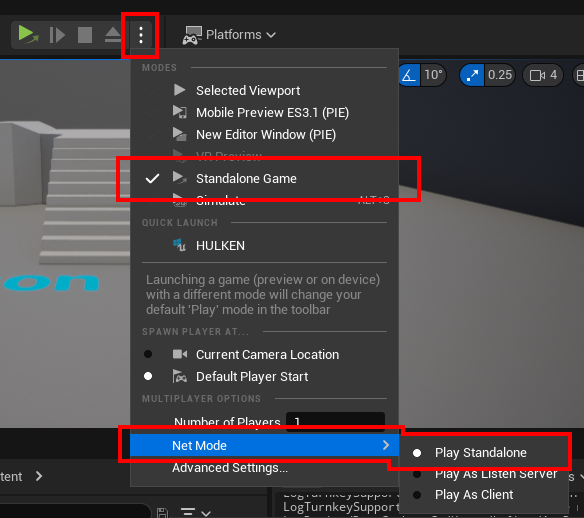 Platforms
MODES
10°
0.25
4
Selected Viewport
Mobile Preview ES3.1 (PIE)
New Editor Window (PIE)
VR Preview
Standalone Game
Simulate
ALT+S
QUICK LAUNCH
HULKEN
on
Launching a game (preview or on device)
with a different mode will change your
default 'Play' mode in the toolbar
SPAWN PLAYER AT...
Current Camera Location
Default Player Start
MULTIPLAYER OPTIONS
Number of Players
1
Net Mode
Play Standalone
Advanced Settings...
tent
Play As Listen Server
s
Play As Client
LogTurnkeySupport